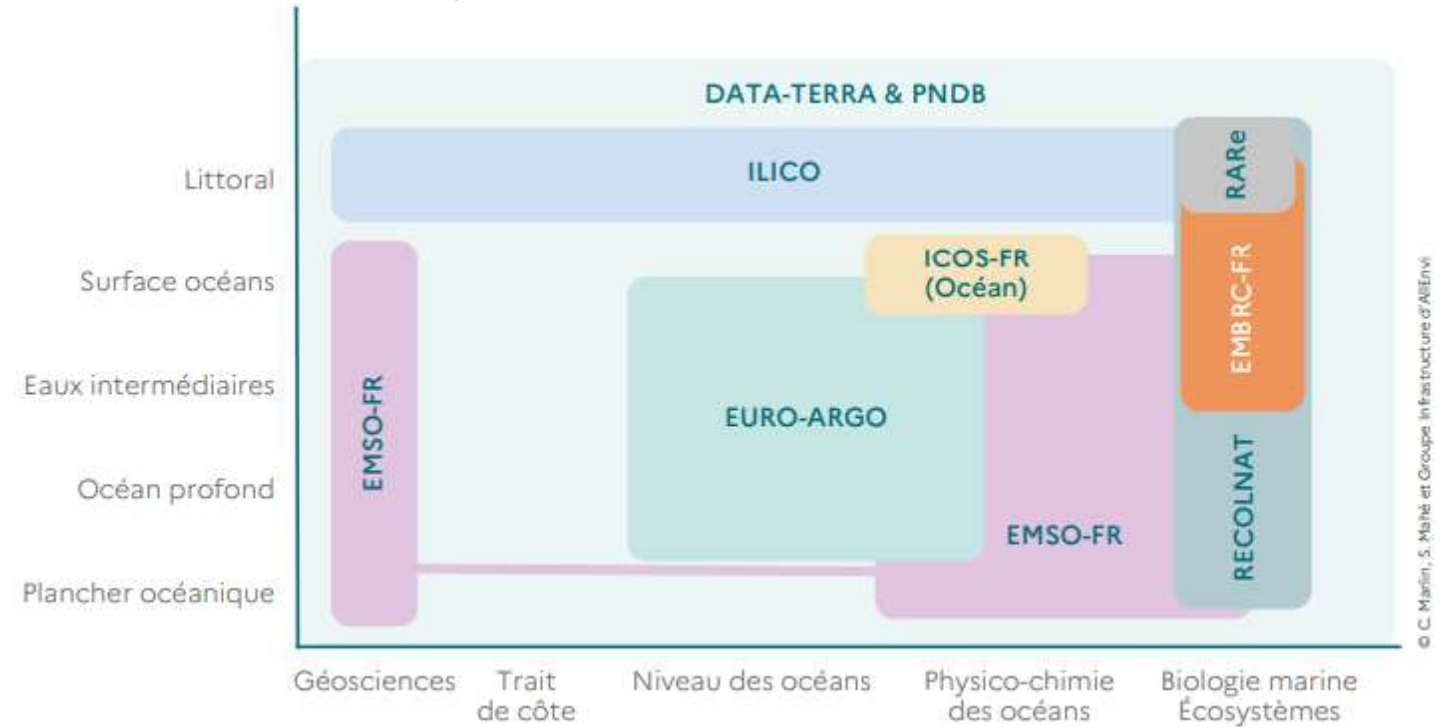 DATA-TERRA & PNDB
Littoral
ILICO
RARe
Surface océans
ICOS-FR
(Océan)
EMBRC-FR
Eaux intermédiaires
EMSO-FR
EURO-ARGO
Océan profond
EMSO-FR
RECOLNAT
Plancher océanique
Géosciences
Trait
de côte
Niveau des océans
Physico-chimie
des océans
Biologie marine
Écosystèmes
© C. Marlin, S. Mahé et Groupe Infrastructure d'AllEnvi